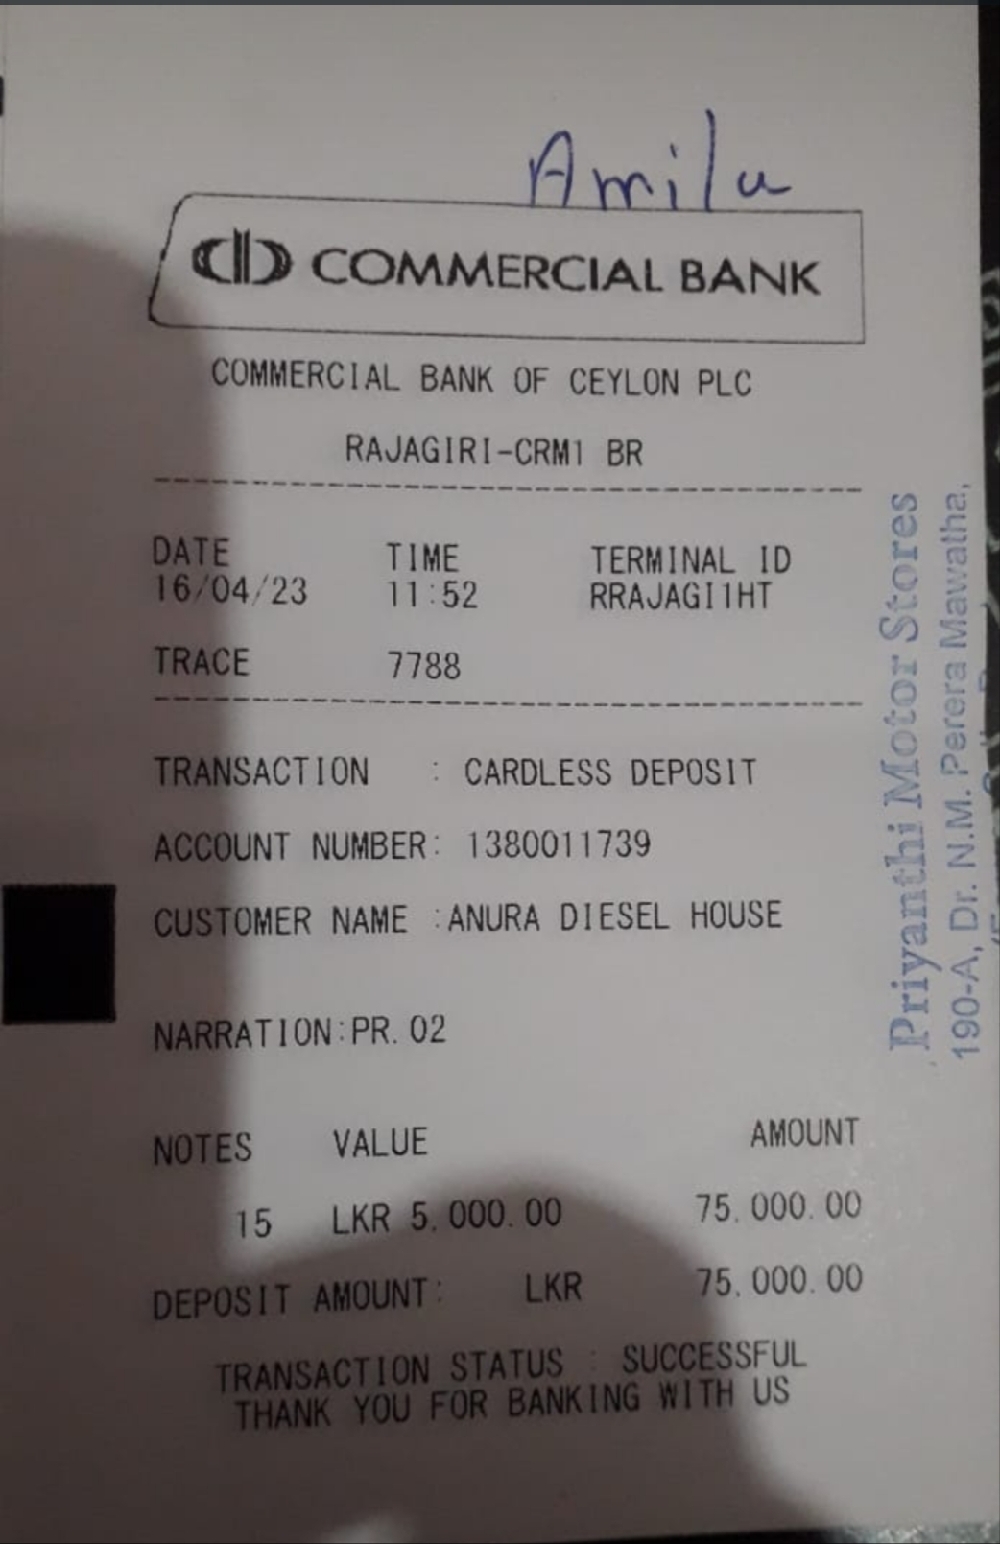 Amila
COMMERCIAL BANK
COMMERCIAL BANK OF CEYLON PLC
RAJAGIRI-CRM1 BR
DATE TIME TERMINAL ID
16/04/23 11:52 RRAJAGI1HT
TRACE 7788
TRANSACTION : CARDLESS DEPOSIT
ACCOUNT NUMBER: 1380011739
CUSTOMER NAME :ANURA DIESEL HOUSE
NARRATION:PR. 02
NOTES VALUE AMOUNT
15 LKR 5,000.00 75,000.00
DEPOSIT AMOUNT: LKR 75,000.00
TRANSACTION STATUS : SUCCESSFUL
THANK YOU FOR BANKING WITH US
Priyanthi Motor Stores
190-A, Dr. N.M. Perera Mawatha,